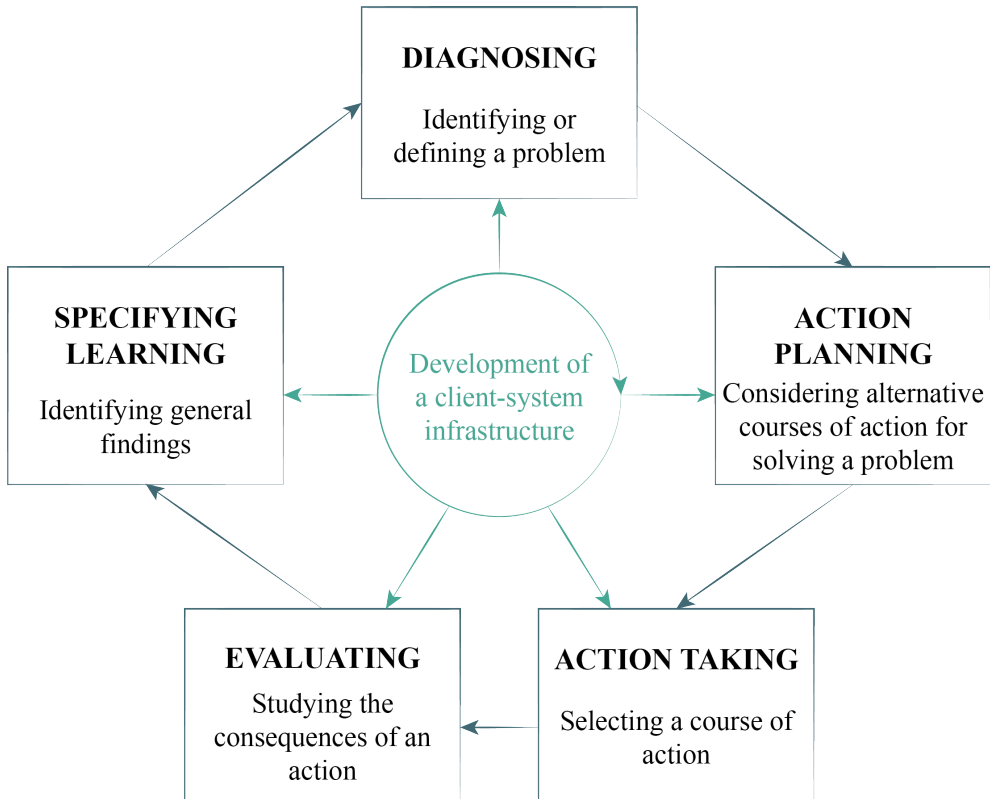 DIAGNOSING
Identifying or
defining a problem
SPECIFYING
LEARNING
Identifying general
findings
Development of
a client-system
infrastructure
ACTION
PLANNING
Considering alternative
courses of action for
solving a problem
EVALUATING
Studying the
consequences of an
action
ACTION TAKING
Selecting a course of
action